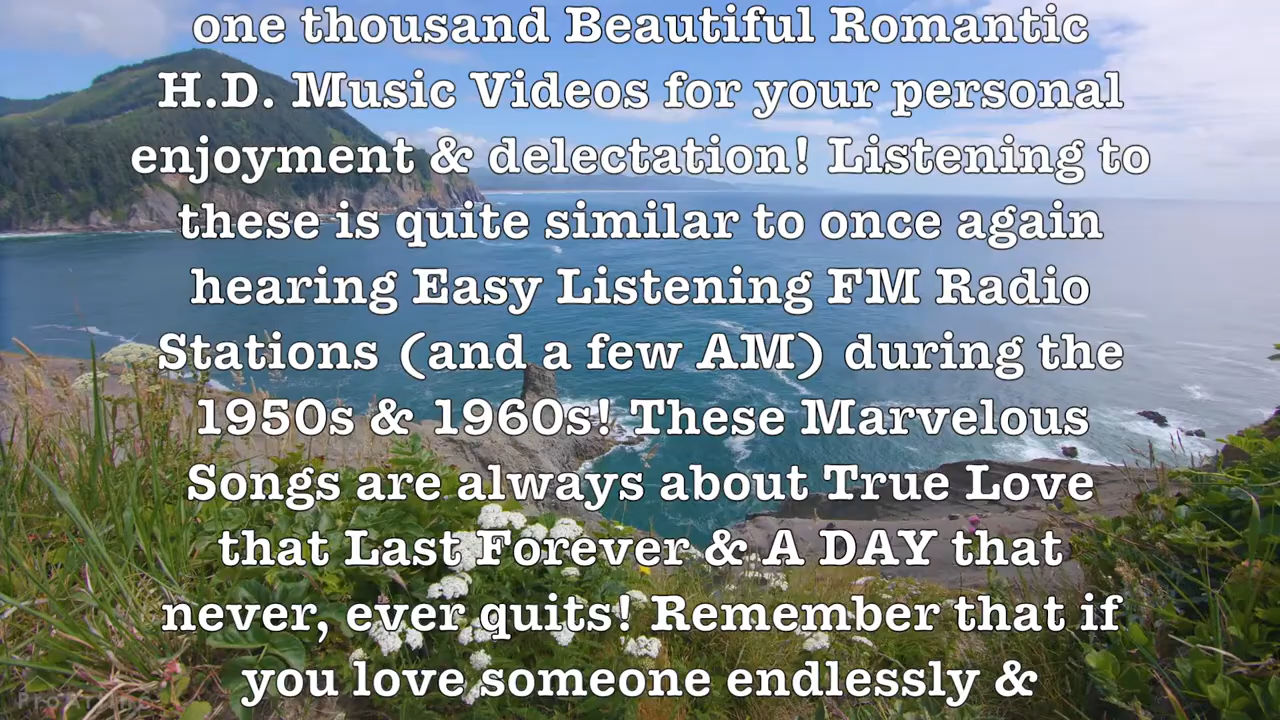 one thousand Beautiful Romantic
H.D. Music Videos for your personal
enjoyment & delectation! Listening to
these is quite similar to once again
hearing Easy Listening FM Radio
Stations (and a few AM) during the
1950s & 1960s! These Marvelous
Songs are always about True Love
that Last Forever & A DAY that
never, ever quits! Remember that if
you love someone endlessly &